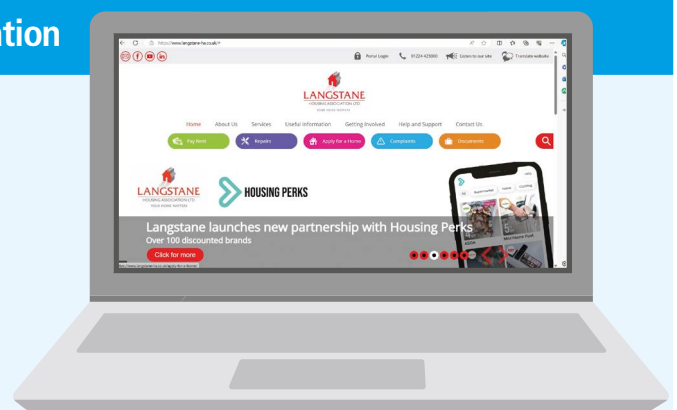 ation
https://www.langstane-ha.co.uk
Portal Login
01224 423000
Listen to our site
Translate website
LANGSTANE
HOUSING ASSOCIATION LTD
YOUR HOME MATTERS
Home About Us Services Useful Information Getting Involved Help and Support Contact Us
Pay Rent Repairs Apply for a Home Complaints Documents
LANGSTANE
HOUSING ASSOCIATION LTD
YOUR HOME MATTERS
HOUSING PERKS
Langstane launches new partnership with Housing Perks
Over 100 discounted brands
Click for more